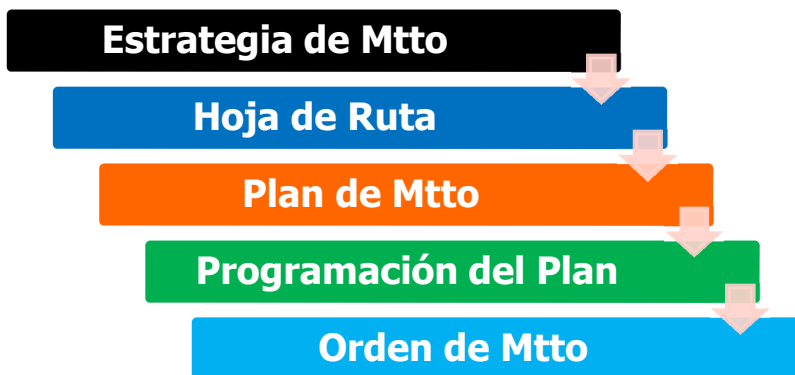 Estrategia de Mtto
Hoja de Ruta
Plan de Mtto
Programación del Plan
Orden de Mtto